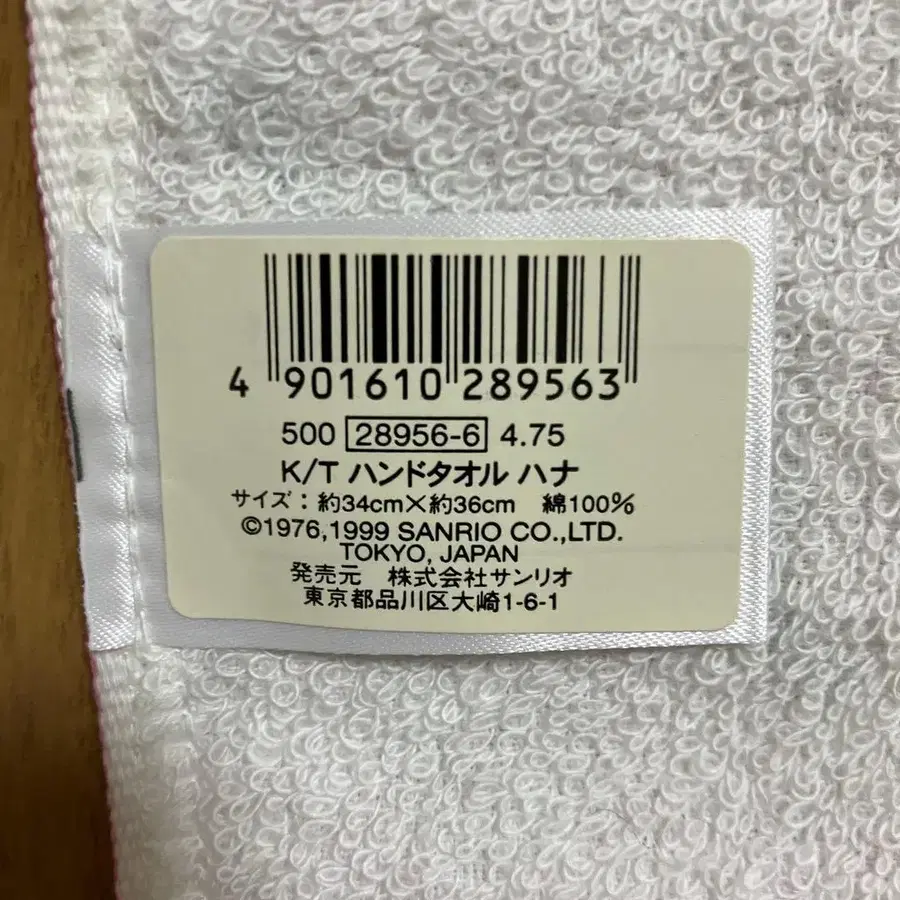 4 901610 289563
500 28956-6 4.75
K/T ハンドタオル ハナ
サイズ：約34cm×約36cm 綿100%
©1976,1999 SANRIO CO.,LTD.
TOKYO, JAPAN
発売元 株式会社サンリオ
東京都品川区大崎1-6-1